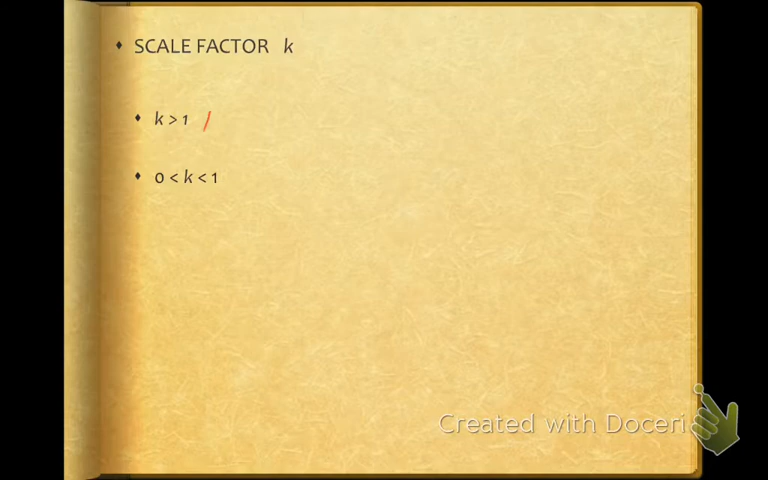 SCALE FACTOR k
k > 1 /
0 < k < 1
Created with Doceri